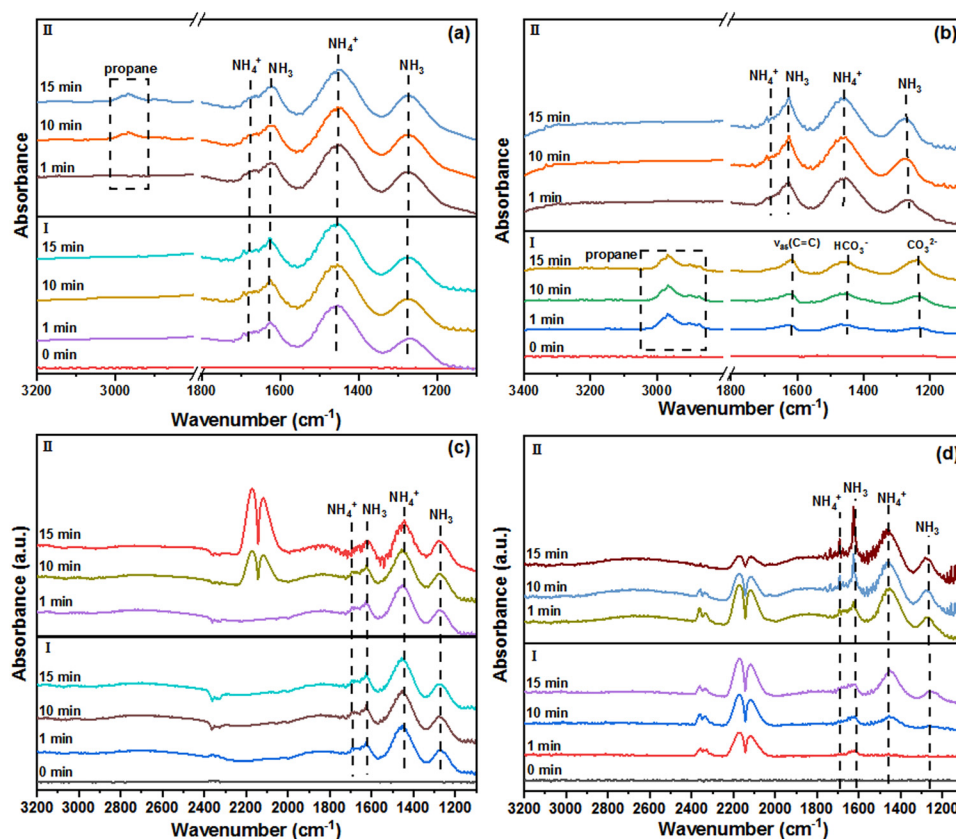 II
(a)
propane
NH₄⁺
NH₃
NH₄⁺
NH₃
15 min
10 min
1 min
I
15 min
10 min
1 min
0 min
Absorbance
3200 3000 1800 1600 1400 1200
Wavenumber (cm⁻¹)
II
(b)
NH₄⁺
NH₃
NH₄⁺
NH₃
15 min
10 min
1 min
I
propane
νas(C=C)
HCO₃⁻
CO₃²⁻
15 min
10 min
1 min
0 min
Absorbance
3400 3200 3000 1800 1600 1400 1200
Wavenumber (cm⁻¹)
II
(c)
NH₄⁺
NH₃
NH₄⁺
NH₃
15 min
10 min
1 min
I
15 min
10 min
1 min
0 min
Absorbance (a.u.)
3200 3000 2800 2600 2400 2200 2000 1800 1600 1400 1200
Wavenumber (cm⁻¹)
II
(d)
NH₄⁺
NH₃
NH₄⁺
NH₃
15 min
10 min
1 min
I
15 min
10 min
1 min
0 min
Absorbance (a.u.)
3200 3000 2800 2600 2400 2200 2000 1800 1600 1400 1200
Wavenumber (cm⁻¹)